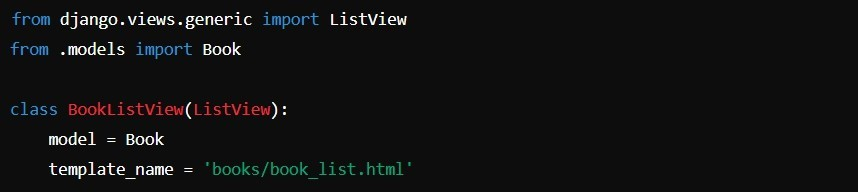 from django.views.generic import ListView
from .models import Book
class BookListView(ListView):
    model = Book
    template_name = 'books/book_list.html'